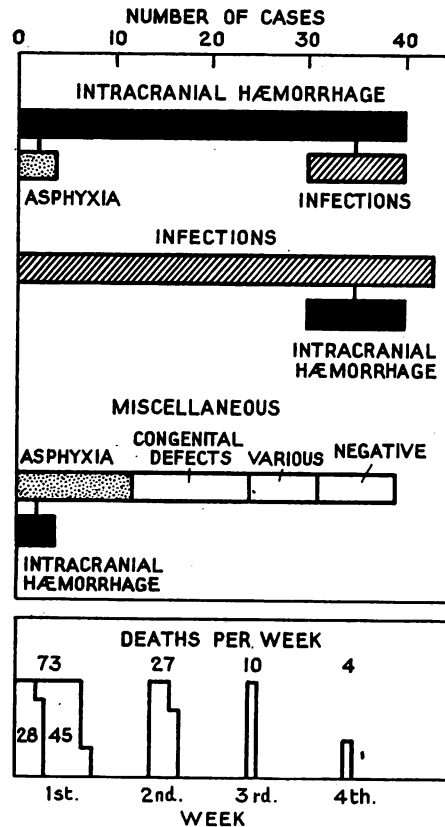 NUMBER OF CASES
0 10 20 30 40
INTRACRANIAL HÆMORRHAGE
ASPHYXIA INFECTIONS
INFECTIONS
INTRACRANIAL
HÆMORRHAGE
MISCELLANEOUS
ASPHYXIA CONGENITAL DEFECTS VARIOUS NEGATIVE
INTRACRANIAL
HÆMORRHAGE
DEATHS PER WEEK
73 27 10 4
28 45
1st. 2nd. 3rd. 4th.
WEEK